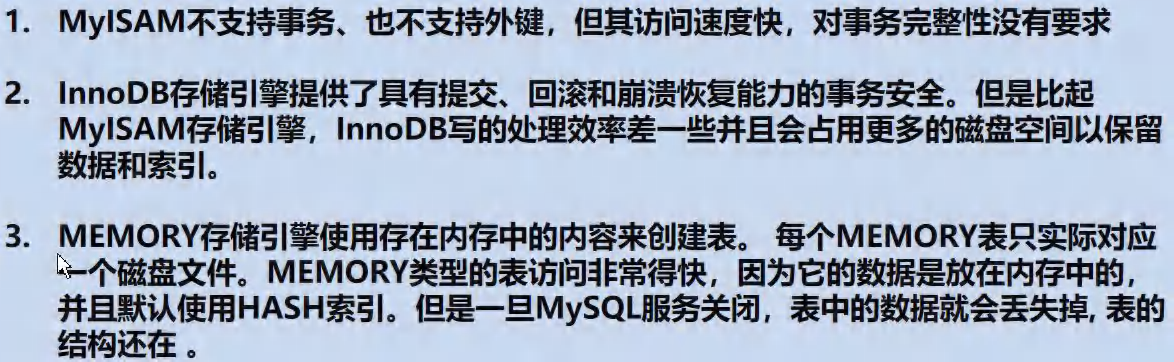 1. MyISAM不支持事务、也不支持外键，但其访问速度快，对事务完整性没有要求
2. InnoDB存储引擎提供了具有提交、回滚和崩溃恢复能力的事务安全。但是比起
MyISAM存储引擎，InnoDB写的处理效率差一些并且会占用更多的磁盘空间以保留
数据和索引。
3. MEMORY存储引擎使用存在内存中的内容来创建表。 每个MEMORY表只实际对应
一个磁盘文件。MEMORY类型的表访问非常得快，因为它的数据是放在内存中的，
并且默认使用HASH索引。但是一旦MySQL服务关闭，表中的数据就会丢失掉, 表的
结构还在 。